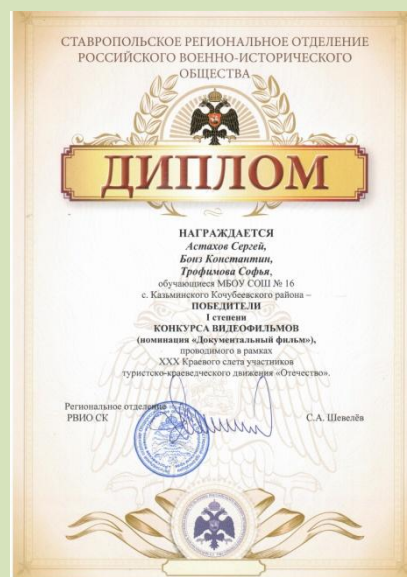 СТАВРОПОЛЬСКОЕ РЕГИОНАЛЬНОЕ ОТДЕЛЕНИЕ
РОССИЙСКОГО ВОЕННО-ИСТОРИЧЕСКОГО
ОБЩЕСТВА
ДИПЛОМ
НАГРАЖДАЕТСЯ
Астахов Сергей,
Бонз Константин,
Трофимова Софья,
обучающиеся МБОУ СОШ № 16
с. Казьминского Кочубеевского района –
ПОБЕДИТЕЛИ
I степени
КОНКУРСА ВИДЕОФИЛЬМОВ
(номинация «Документальный фильм»),
проводимого в рамках
XXX Краевого слета участников
туристско-краеведческого движения «Отечество».
Региональное отделение
РВИО СК
С.А. Шевелёв